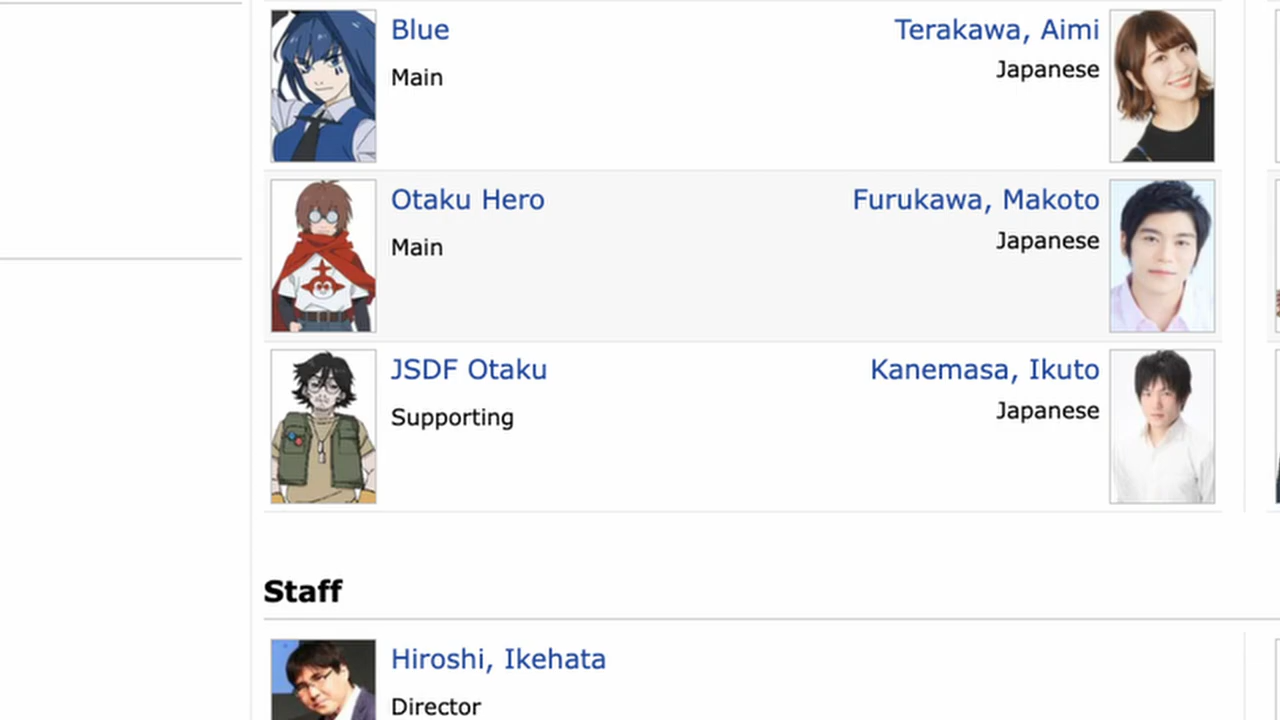 Blue
Terakawa, Aimi
Main
Japanese
Otaku Hero
Furukawa, Makoto
Main
Japanese
JSDF Otaku
Kanemasa, Ikuto
Supporting
Japanese
Staff
Hiroshi, Ikehata
Director